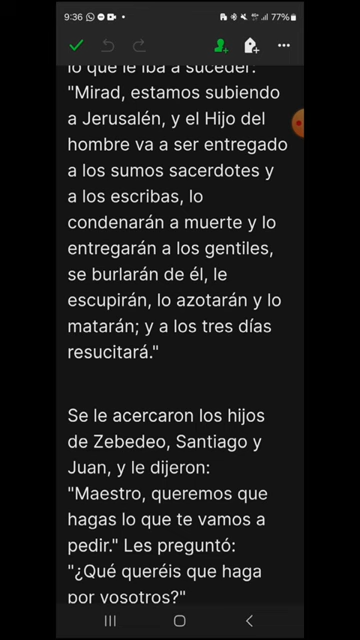 9:36
77%
lo que le iba a suceder:
"Mirad, estamos subiendo
a Jerusalén, y el Hijo del
hombre va a ser entregado
a los sumos sacerdotes y
a los escribas, lo
condenarán a muerte y lo
entregarán a los gentiles,
se burlarán de él, le
escupirán, lo azotarán y lo
matarán; y a los tres días
resucitará."
Se le acercaron los hijos
de Zebedeo, Santiago y
Juan, y le dijeron:
"Maestro, queremos que
hagas lo que te vamos a
pedir." Les preguntó:
"¿Qué queréis que haga
por vosotros?"